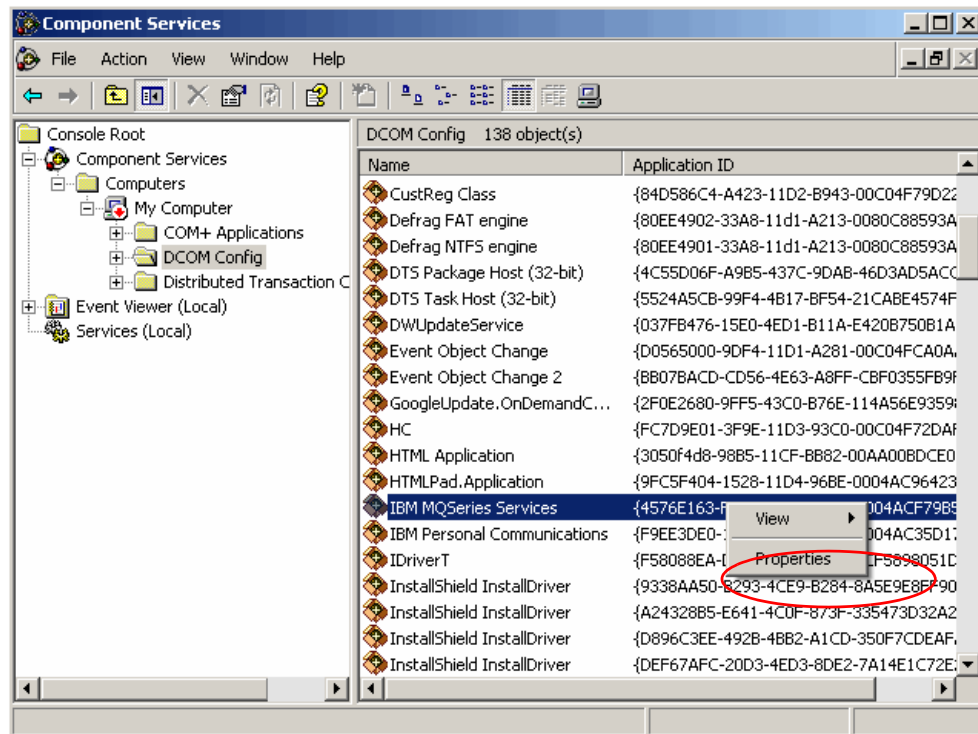 Component Services
File Action View Window Help
Console Root
Component Services
Computers
My Computer
COM+ Applications
DCOM Config
Distributed Transaction C
Event Viewer (Local)
Services (Local)
DCOM Config 138 object(s)
Name Application ID
CustReg Class {84D586C4-A423-11D2-B943-00C04F79D22
Defrag FAT engine {80EE4902-33A8-11d1-A213-0080C88593A
Defrag NTFS engine {80EE4901-33A8-11d1-A213-0080C88593A
DTS Package Host (32-bit) {4C55D06F-A9B5-437C-9DAB-46D3AD5ACC
DTS Task Host (32-bit) {5524A5CB-99F4-4B17-BF54-21CABE4574F
DWUpdateService {037FB476-15E0-4ED1-B11A-E420B750B1A
Event Object Change {D0565000-9DF4-11D1-A281-00C04FCA0A
Event Object Change 2 {BB07BACD-CD56-4E63-A8FF-CBF0355FB9
GoogleUpdate.OnDemandC... {2F0E2680-9FF5-43C0-B76E-114A56E9359
HC {FC7D9E01-3F9E-11D3-93C0-00C04F72DA
HTML Application {3050f4d8-98B5-11CF-BB82-00AA00BDCE0
HTMLPad.Application {9FC5F404-1528-11D4-96BE-0004AC96423
IBM MQSeries Services {4576E163- 004ACF79B5
View
IBM Personal Communications {F9EE3DE0- 004AC35D17
IDriverT {F58088EA- CF5898051D
Properties
InstallShield InstallDriver {9338AA50-B293-4CE9-B284-8A5E9E8FF90
InstallShield InstallDriver {A24328B5-E641-4C0F-873F-335473D32A2
InstallShield InstallDriver {D896C3EE-492B-4BB2-A1CD-350F7CDEAF
InstallShield InstallDriver {DEF67AFC-20D3-4ED3-8DE2-7A14E1C72E